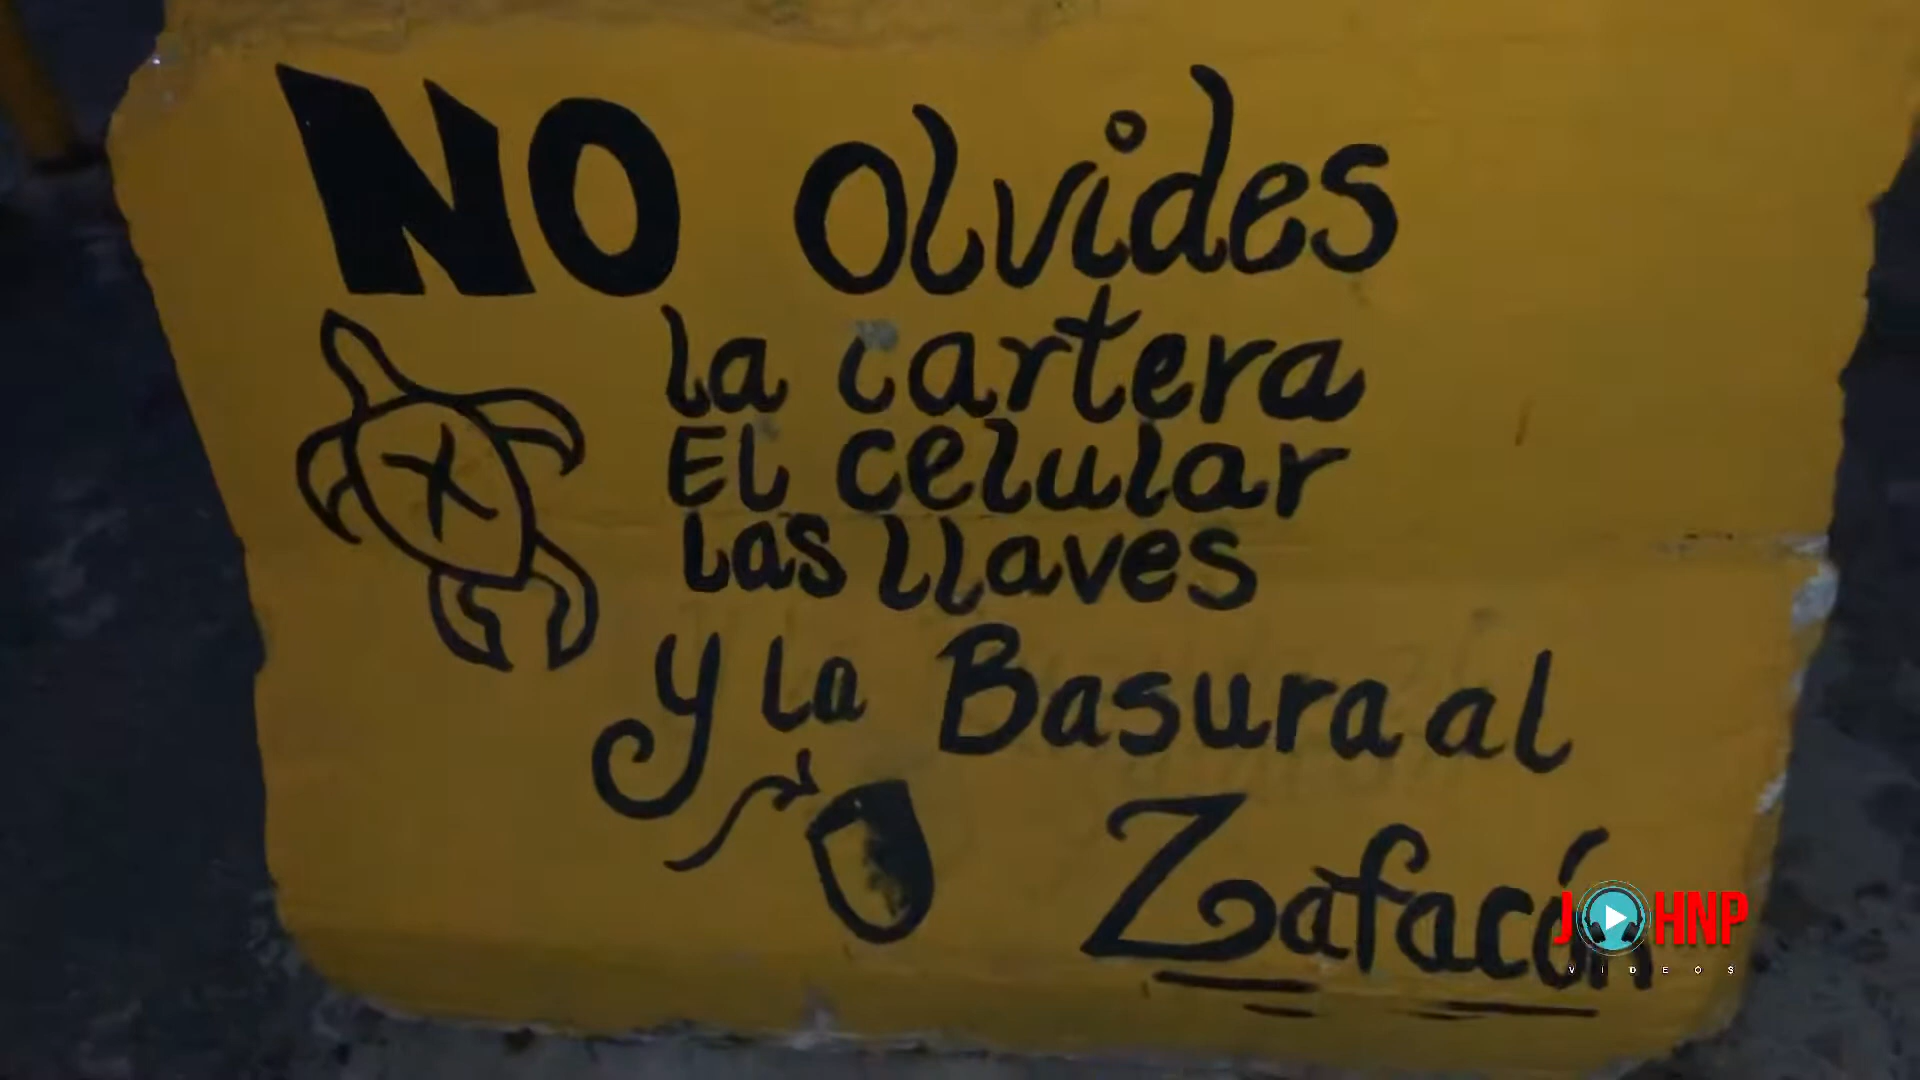 NO Olvides
la cartera
El celular
Las llaves
y la Basura al
Zafacón
JOHNP
VIDEOS